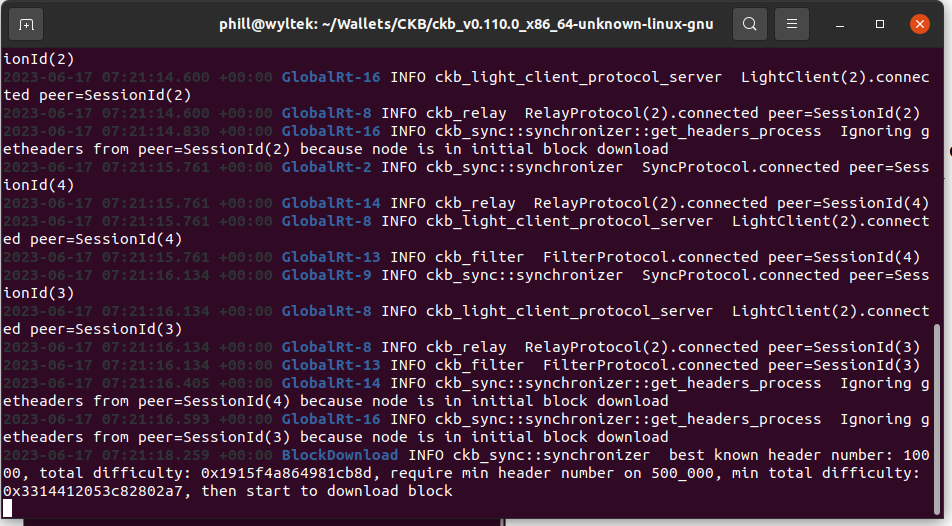 phill@wyltek: ~/Wallets/CKB/ckb_v0.110.0_x86_64-unknown-linux-gnu
ionId(2)
2023-06-17 07:21:14.600 +00:00 GlobalRt-16 INFO ckb_light_client_protocol_server  LightClient(2).connec
ted peer=SessionId(2)
2023-06-17 07:21:14.600 +00:00 GlobalRt-8 INFO ckb_relay  RelayProtocol(2).connected peer=SessionId(2)
2023-06-17 07:21:14.830 +00:00 GlobalRt-16 INFO ckb_sync::synchronizer::get_headers_process  Ignoring g
etheaders from peer=SessionId(2) because node is in initial block download
2023-06-17 07:21:15.761 +00:00 GlobalRt-2 INFO ckb_sync::synchronizer  SyncProtocol.connected peer=Sess
ionId(4)
2023-06-17 07:21:15.761 +00:00 GlobalRt-14 INFO ckb_relay  RelayProtocol(2).connected peer=SessionId(4)
2023-06-17 07:21:15.761 +00:00 GlobalRt-8 INFO ckb_light_client_protocol_server  LightClient(2).connect
ed peer=SessionId(4)
2023-06-17 07:21:15.761 +00:00 GlobalRt-13 INFO ckb_filter  FilterProtocol.connected peer=SessionId(4)
2023-06-17 07:21:16.134 +00:00 GlobalRt-9 INFO ckb_sync::synchronizer  SyncProtocol.connected peer=Sess
ionId(3)
2023-06-17 07:21:16.134 +00:00 GlobalRt-8 INFO ckb_light_client_protocol_server  LightClient(2).connect
ed peer=SessionId(3)
2023-06-17 07:21:16.134 +00:00 GlobalRt-8 INFO ckb_relay  RelayProtocol(2).connected peer=SessionId(3)
2023-06-17 07:21:16.134 +00:00 GlobalRt-13 INFO ckb_filter  FilterProtocol.connected peer=SessionId(3)
2023-06-17 07:21:16.405 +00:00 GlobalRt-14 INFO ckb_sync::synchronizer::get_headers_process  Ignoring g
etheaders from peer=SessionId(4) because node is in initial block download
2023-06-17 07:21:16.593 +00:00 GlobalRt-16 INFO ckb_sync::synchronizer::get_headers_process  Ignoring g
etheaders from peer=SessionId(3) because node is in initial block download
2023-06-17 07:21:18.259 +00:00 BlockDownload INFO ckb_sync::synchronizer  best known header number: 100
00, total difficulty: 0x1915f4a864981cb8d, require min header number on 500_000, min total difficulty:
0x3314412053c82802a7, then start to download block